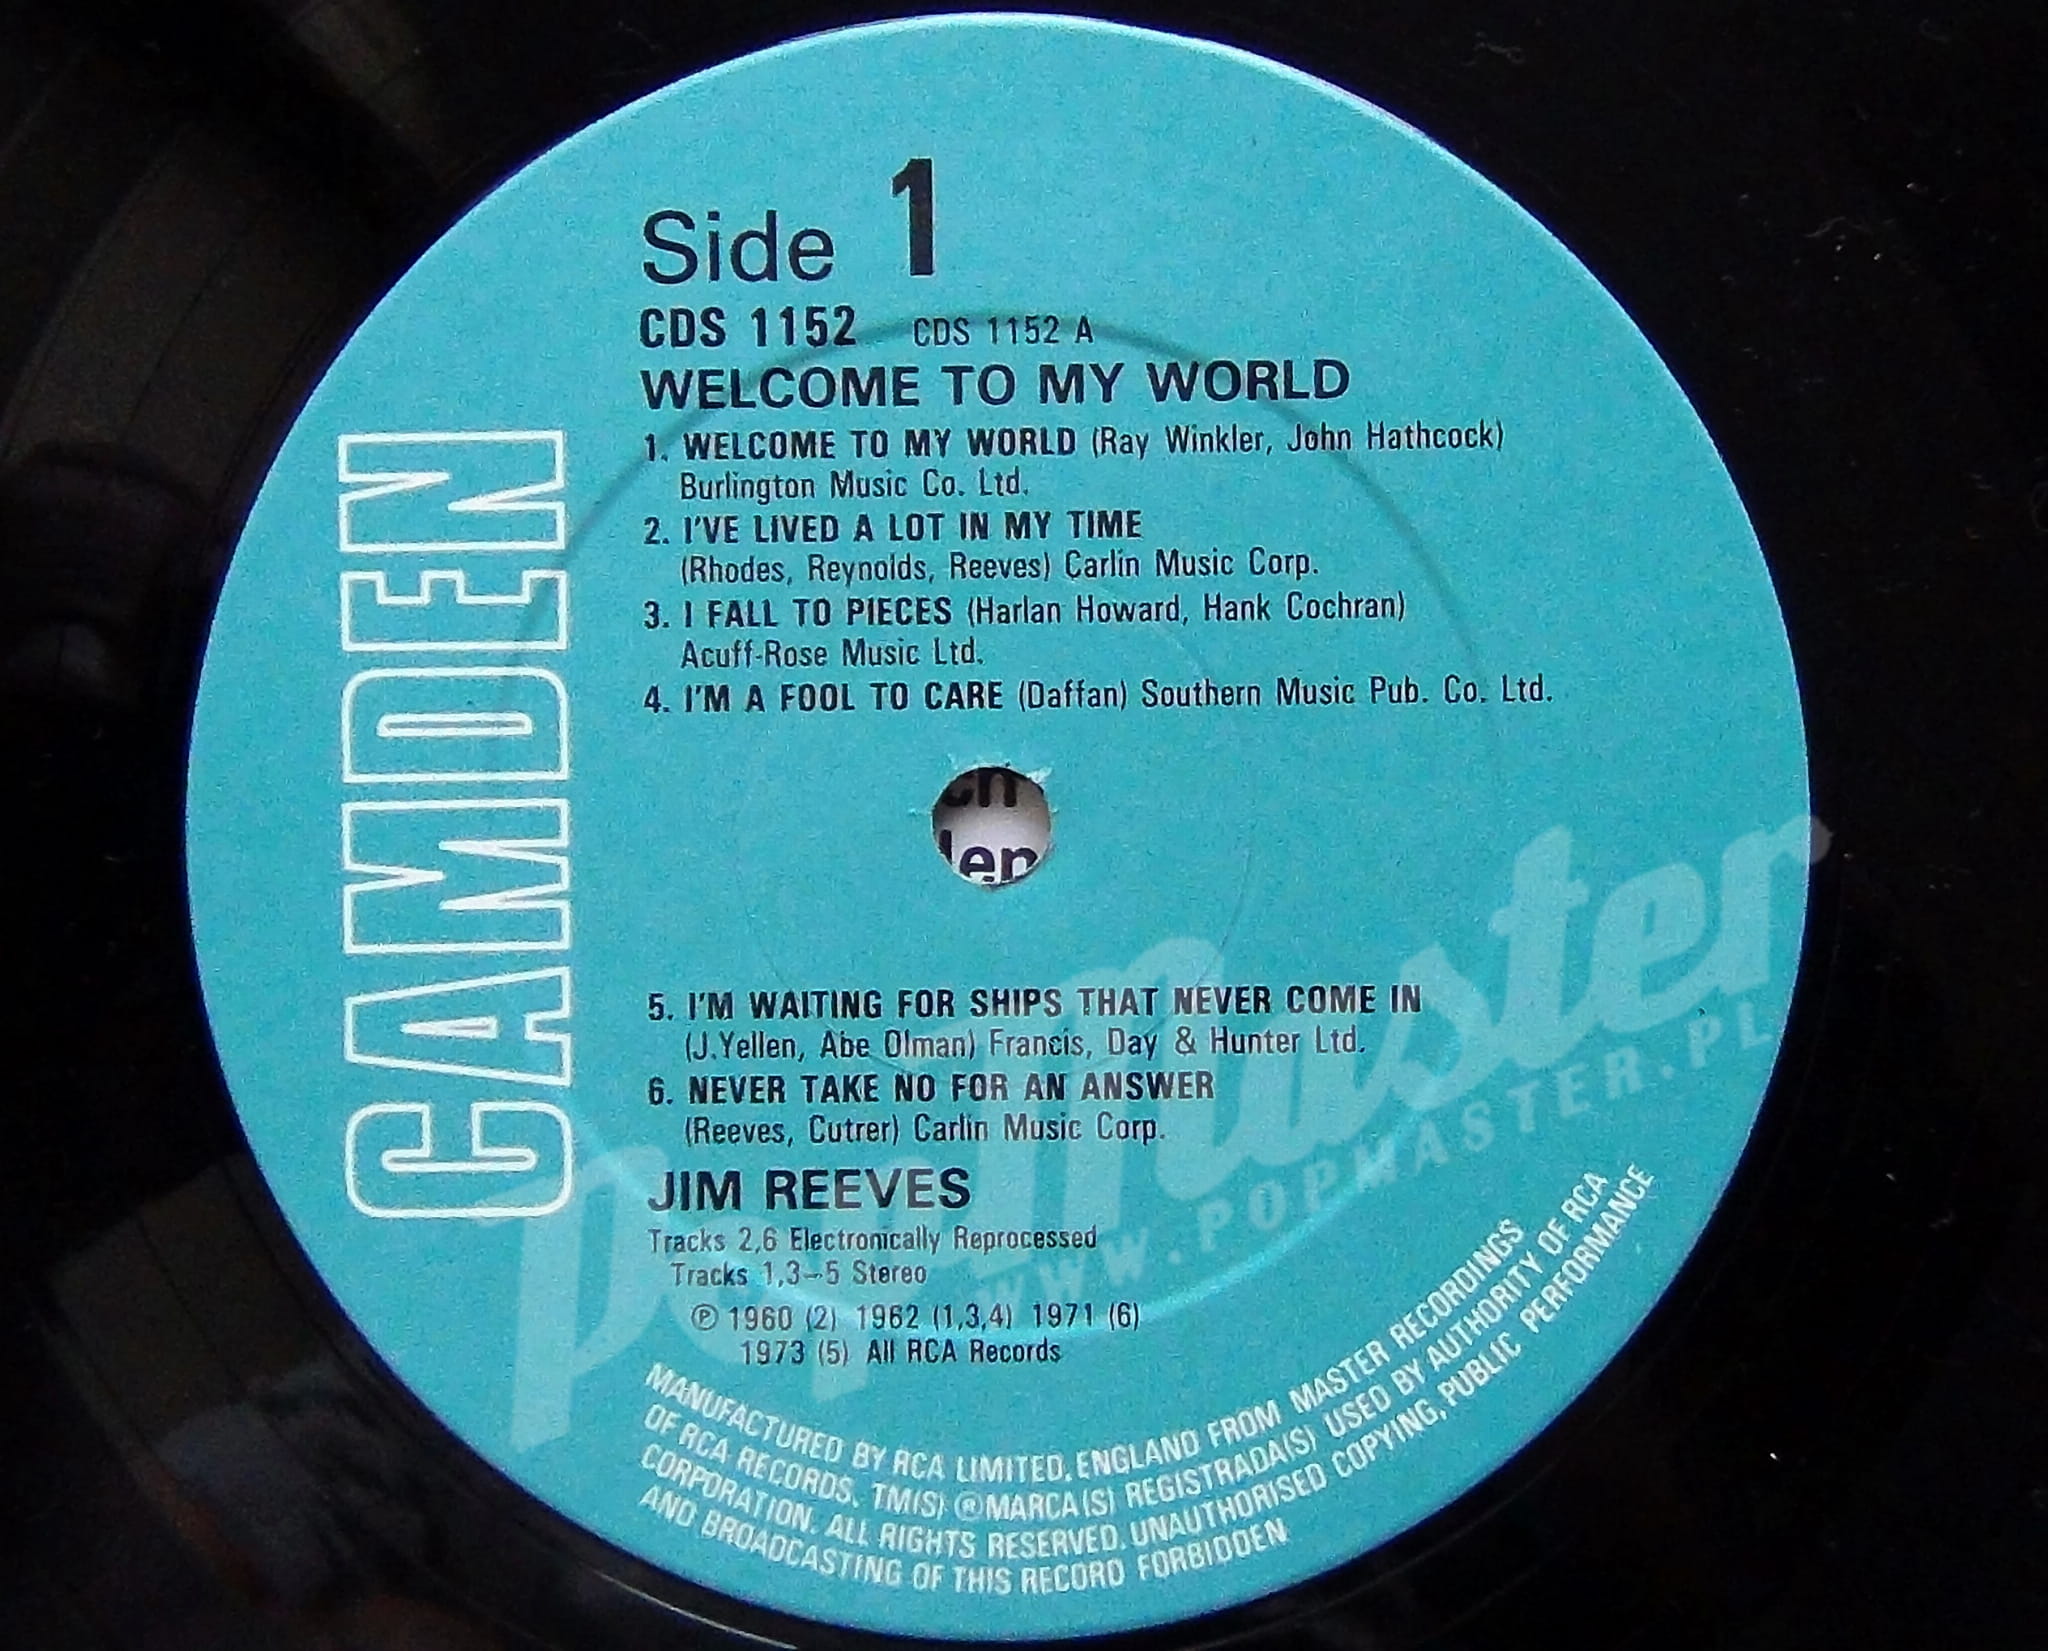 CAMDEN
Side 1
CDS 1152 CDS 1152 A
WELCOME TO MY WORLD
1. WELCOME TO MY WORLD (Ray Winkler, John Hathcock)
Burlington Music Co. Ltd.
2. I'VE LIVED A LOT IN MY TIME
(Rhodes, Reynolds, Reeves) Carlin Music Corp.
3. I FALL TO PIECES (Harlan Howard, Hank Cochran)
Acuff-Rose Music Ltd.
4. I'M A FOOL TO CARE (Daffan) Southern Music Pub. Co. Ltd.
5. I'M WAITING FOR SHIPS THAT NEVER COME IN
(J.Yellen, Abe Olman) Francis, Day & Hunter Ltd.
6. NEVER TAKE NO FOR AN ANSWER
(Reeves, Cutrer) Carlin Music Corp.
JIM REEVES
Tracks 2,6 Electronically Reprocessed
Tracks 1,3–5 Stereo
℗ 1960 (2) 1962 (1,3,4) 1971 (6)
1973 (5) All RCA Records
MANUFACTURED BY RCA LIMITED, ENGLAND FROM MASTER RECORDINGS
OF RCA RECORDS. TM(S) ® MARCA(S) REGISTRADA(S) USED BY AUTHORITY OF RCA
CORPORATION. ALL RIGHTS RESERVED. UNAUTHORISED COPYING, PUBLIC PERFORMANCE
AND BROADCASTING OF THIS RECORD FORBIDDEN
popMaster
WWW.POPMASTER.PL